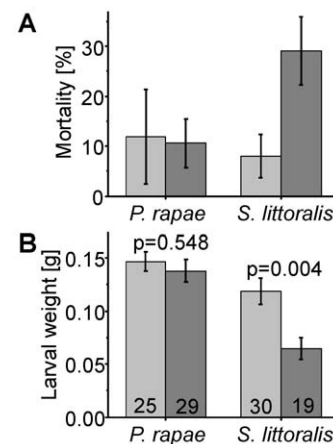 A
Mortality [%]
30
20
10
0
P. rapae S. littoralis
B
Larval weight [g]
0.15
0.10
0.05
0.00
p=0.548
p=0.004
25 29 30 19
P. rapae S. littoralis